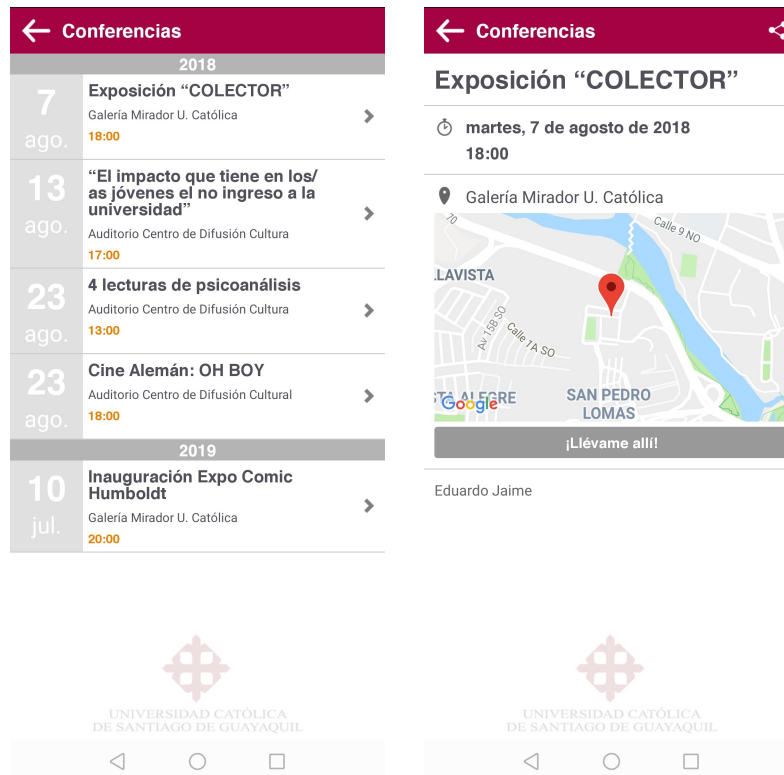 Conferencias
2018
7
ago.
Exposición “COLECTOR”
Galería Mirador U. Católica
18:00
13
ago.
“El impacto que tiene en los/
as jóvenes el no ingreso a la
universidad”
Auditorio Centro de Difusión Cultura
17:00
23
ago.
4 lecturas de psicoanálisis
Auditorio Centro de Difusión Cultura
13:00
23
ago.
Cine Alemán: OH BOY
Auditorio Centro de Difusión Cultural
18:00
2019
10
jul.
Inauguración Expo Comic
Humboldt
Galería Mirador U. Católica
20:00
UNIVERSIDAD CATÓLICA
DE SANTIAGO DE GUAYAQUIL
Conferencias
Exposición “COLECTOR”
martes, 7 de agosto de 2018
18:00
Galería Mirador U. Católica
70
Calle 9 NO
LLAVISTA
Av 15B SO
Calle 1A SO
SAN PEDRO
LOMAS
STA ALEGRE
Google
¡Llévame allí!
Eduardo Jaime
UNIVERSIDAD CATÓLICA
DE SANTIAGO DE GUAYAQUIL